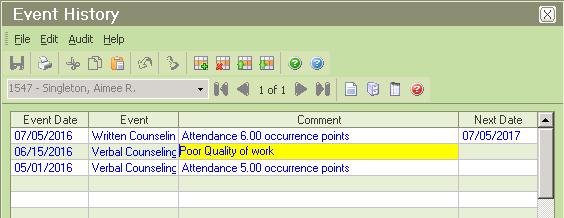 Event History
File Edit Audit Help
1547 - Singleton, Aimee R. 1 of 1
Event Date Event Comment Next Date
07/05/2016 Written Counselin Attendance 6.00 occurrence points 07/05/2017
06/15/2016 Verbal Counseling Poor Quality of work
05/01/2016 Verbal Counseling Attendance 5.00 occurrence points